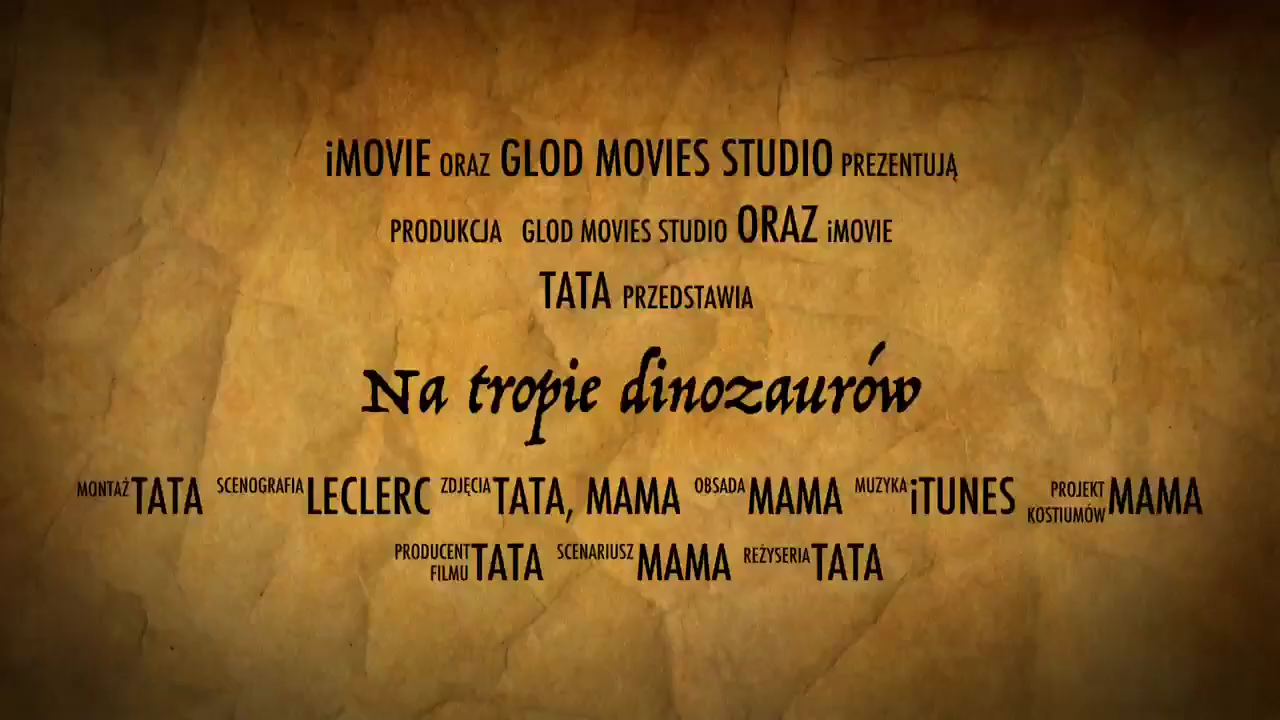 iMOVIE ORAZ GLOD MOVIES STUDIO PREZENTUJĄ
PRODUKCJA GLOD MOVIES STUDIO ORAZ iMOVIE
TATA PRZEDSTAWIA
Na tropie dinozaurów
MONTAŻ TATA SCENOGRAFIA LECLERC ZDJĘCIA TATA, MAMA OBSADA MAMA MUZYKA iTUNES PROJEKT KOSTIUMÓW MAMA
PRODUCENT FILMU TATA SCENARIUSZ MAMA REŻYSERIA TATA